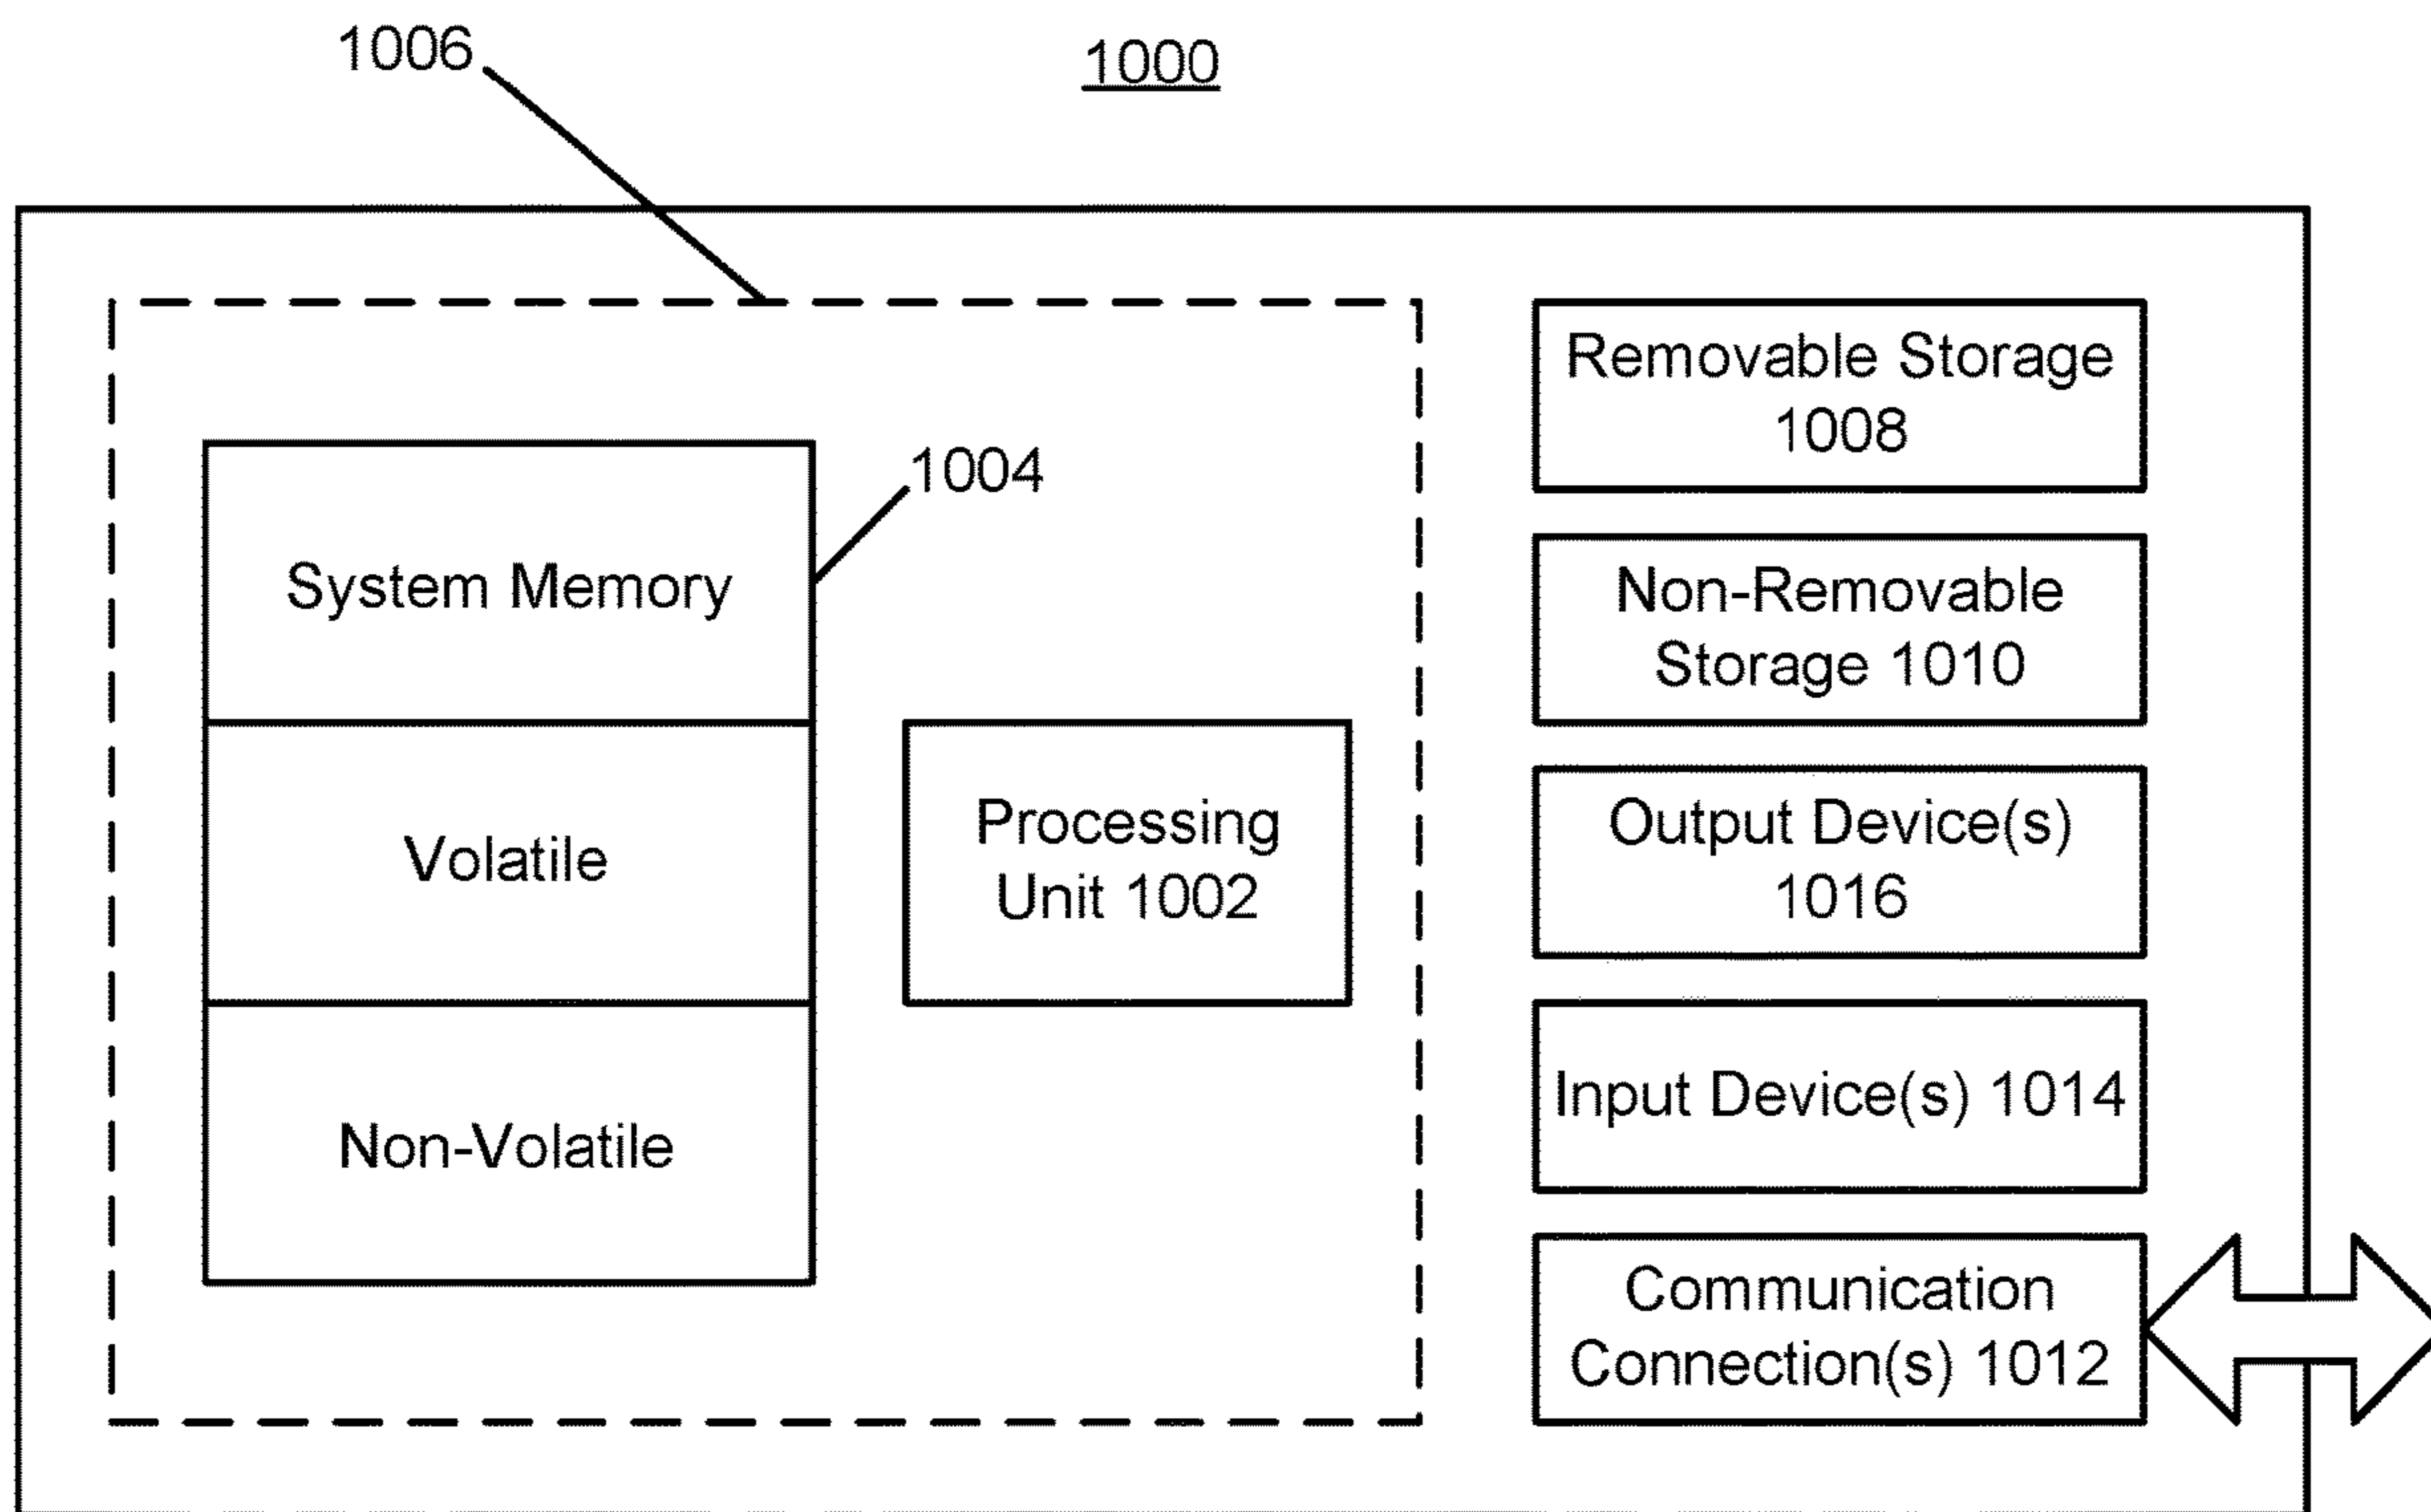 1006
1000
1004
System Memory
Volatile
Non-Volatile
Processing
Unit 1002
Removable Storage
1008
Non-Removable
Storage 1010
Output Device(s)
1016
Input Device(s) 1014
Communication
Connection(s) 1012